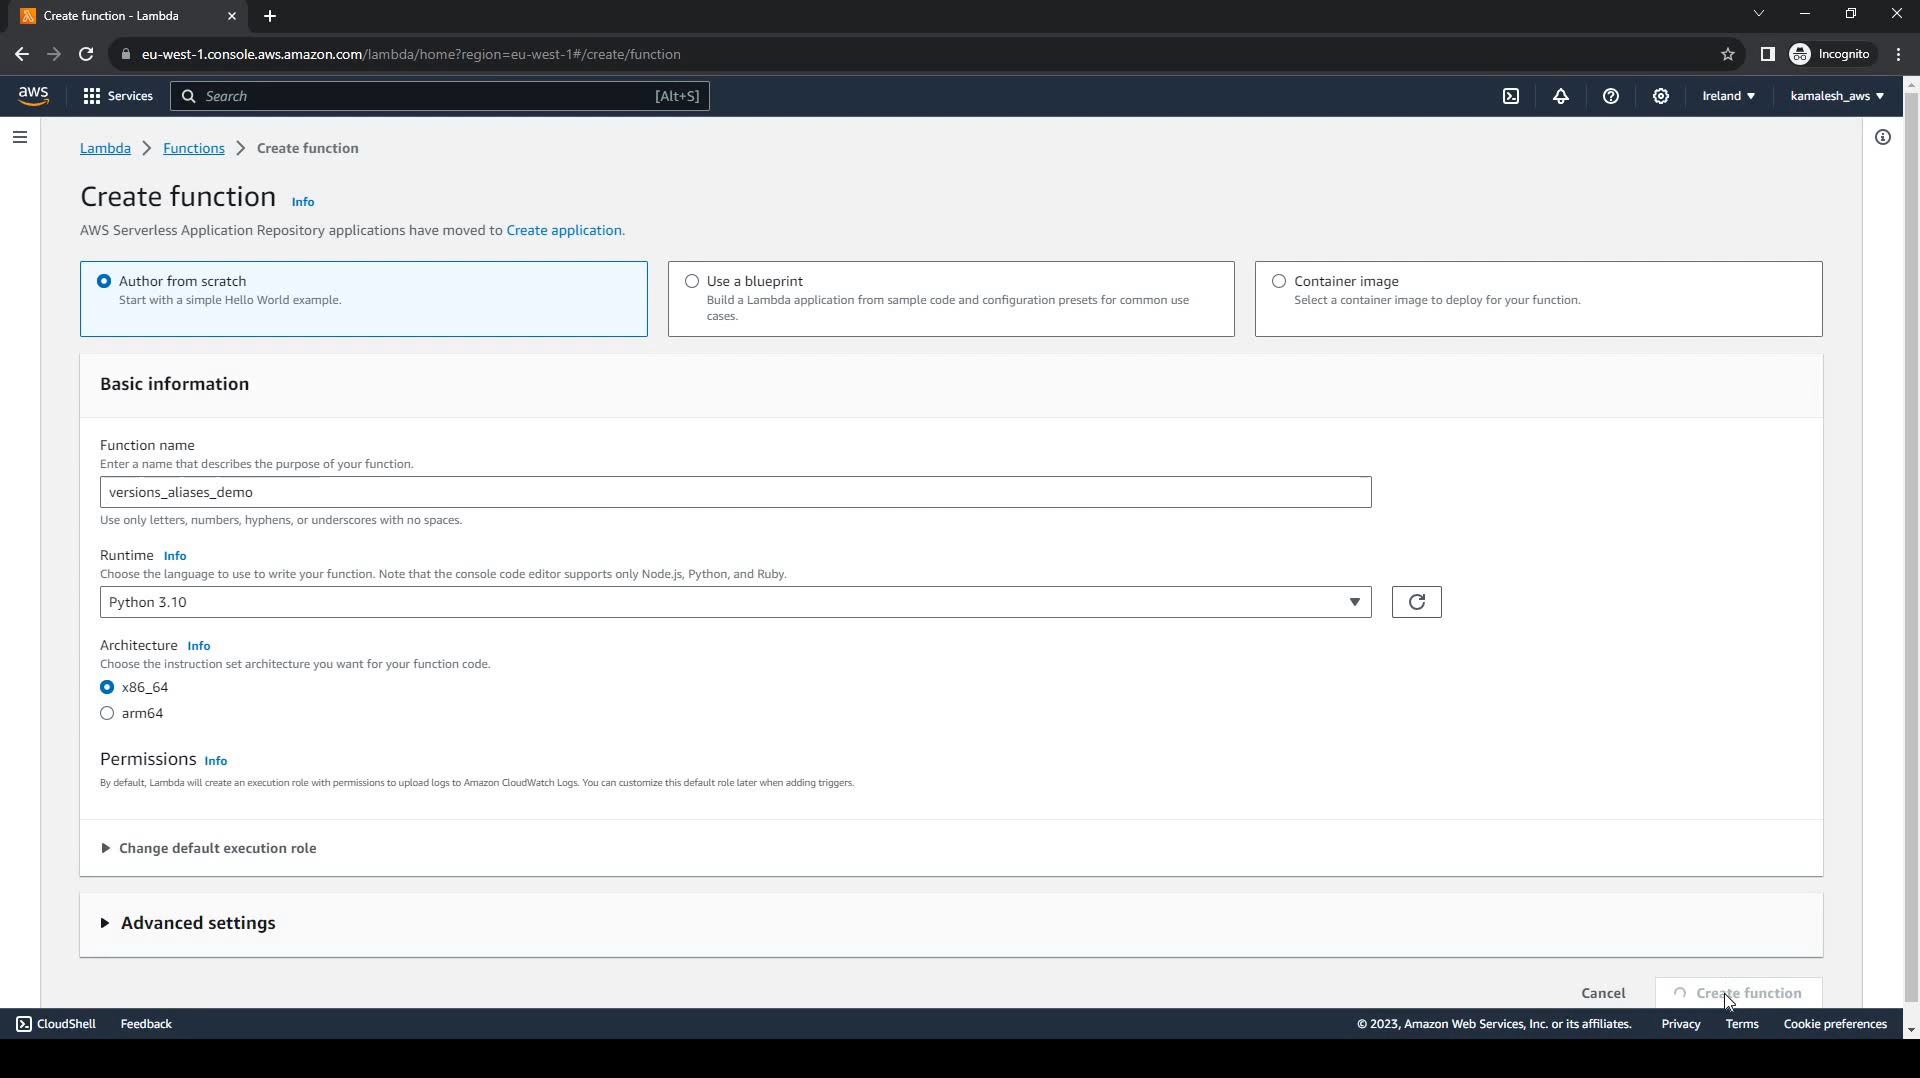 Create function - Lambda
eu-west-1.console.aws.amazon.com/lambda/home?region=eu-west-1#/create/function
Incognito
aws
Services
Search
[Alt+S]
Ireland
kamalesh_aws
Lambda
Functions
Create function
Create function Info
AWS Serverless Application Repository applications have moved to Create application.
Author from scratch
Start with a simple Hello World example.
Use a blueprint
Build a Lambda application from sample code and configuration presets for common use
cases.
Container image
Select a container image to deploy for your function.
Basic information
Function name
Enter a name that describes the purpose of your function.
versions_aliases_demo
Use only letters, numbers, hyphens, or underscores with no spaces.
Runtime Info
Choose the language to use to write your function. Note that the console code editor supports only Node.js, Python, and Ruby.
Python 3.10
Architecture Info
Choose the instruction set architecture you want for your function code.
x86_64
arm64
Permissions Info
By default, Lambda will create an execution role with permissions to upload logs to Amazon CloudWatch Logs. You can customize this default role later when adding triggers.
Change default execution role
Advanced settings
Cancel
Create function
CloudShell
Feedback
© 2023, Amazon Web Services, Inc. or its affiliates.
Privacy
Terms
Cookie preferences